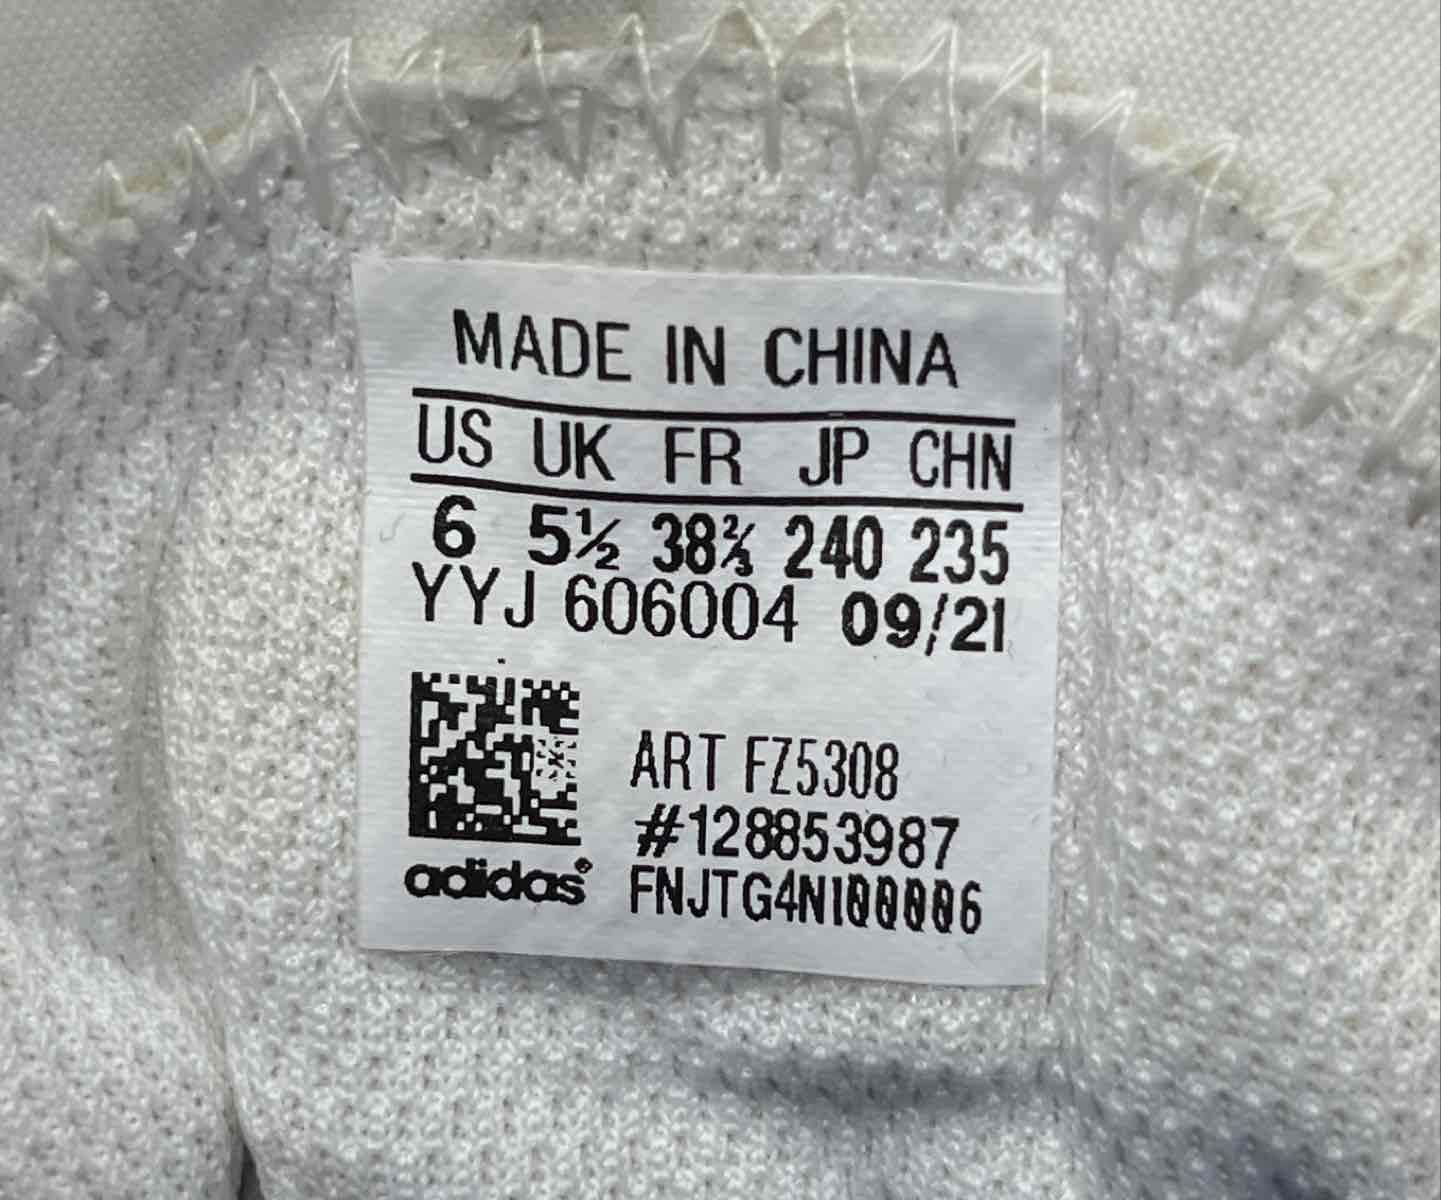 MADE IN CHINA
US UK FR JP CHN
6 5½ 38⅔ 240 235
YYJ 606004 09/21
ART FZ5308
#128853987
adidas® FNJTG4N100006